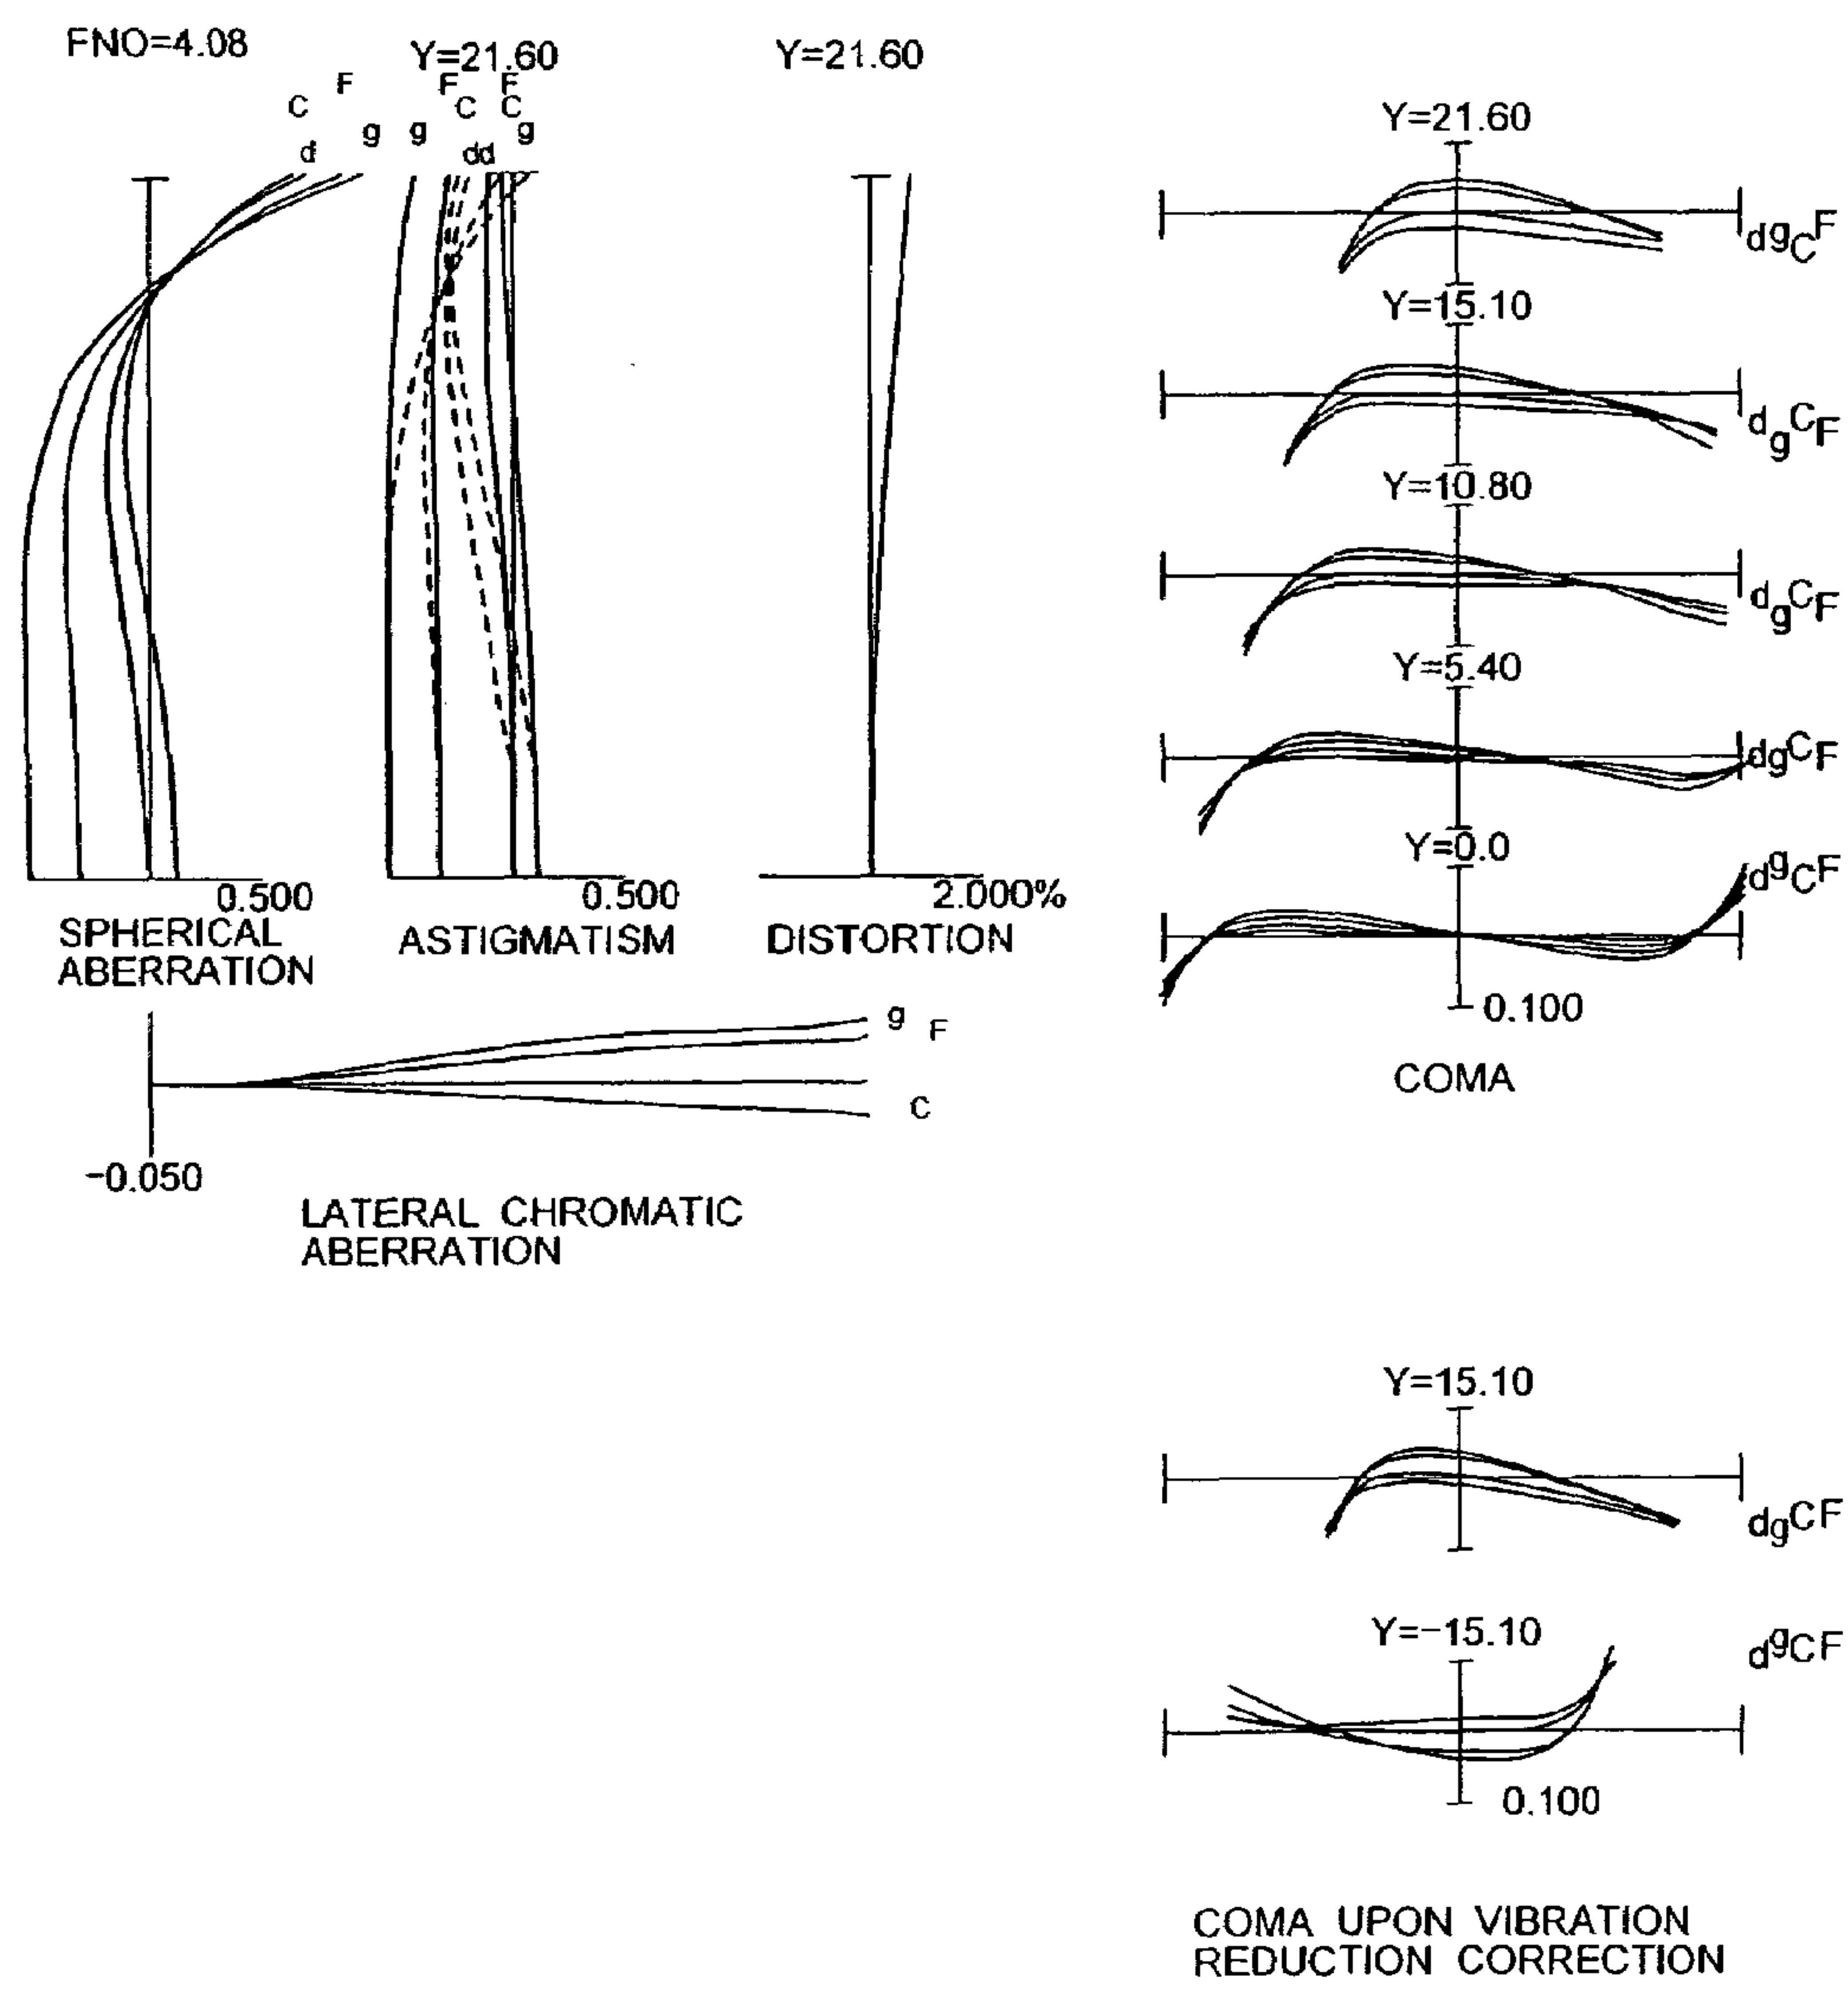 FNO=4.08
C F
d g
Y=21.60
F F
C C
g g
dd
Y=21.60
0.500
SPHERICAL
ABERRATION
0.500
ASTIGMATISM
2.000%
DISTORTION
g F
C
-0.050
LATERAL CHROMATIC
ABERRATION
Y=21.60
dgCF
Y=15.10
dgCF
Y=10.80
dgCF
Y=5.40
dgCF
Y=0.0
dgCF
0.100
COMA
Y=15.10
dgCF
Y=-15.10
dgCF
0.100
COMA UPON VIBRATION
REDUCTION CORRECTION